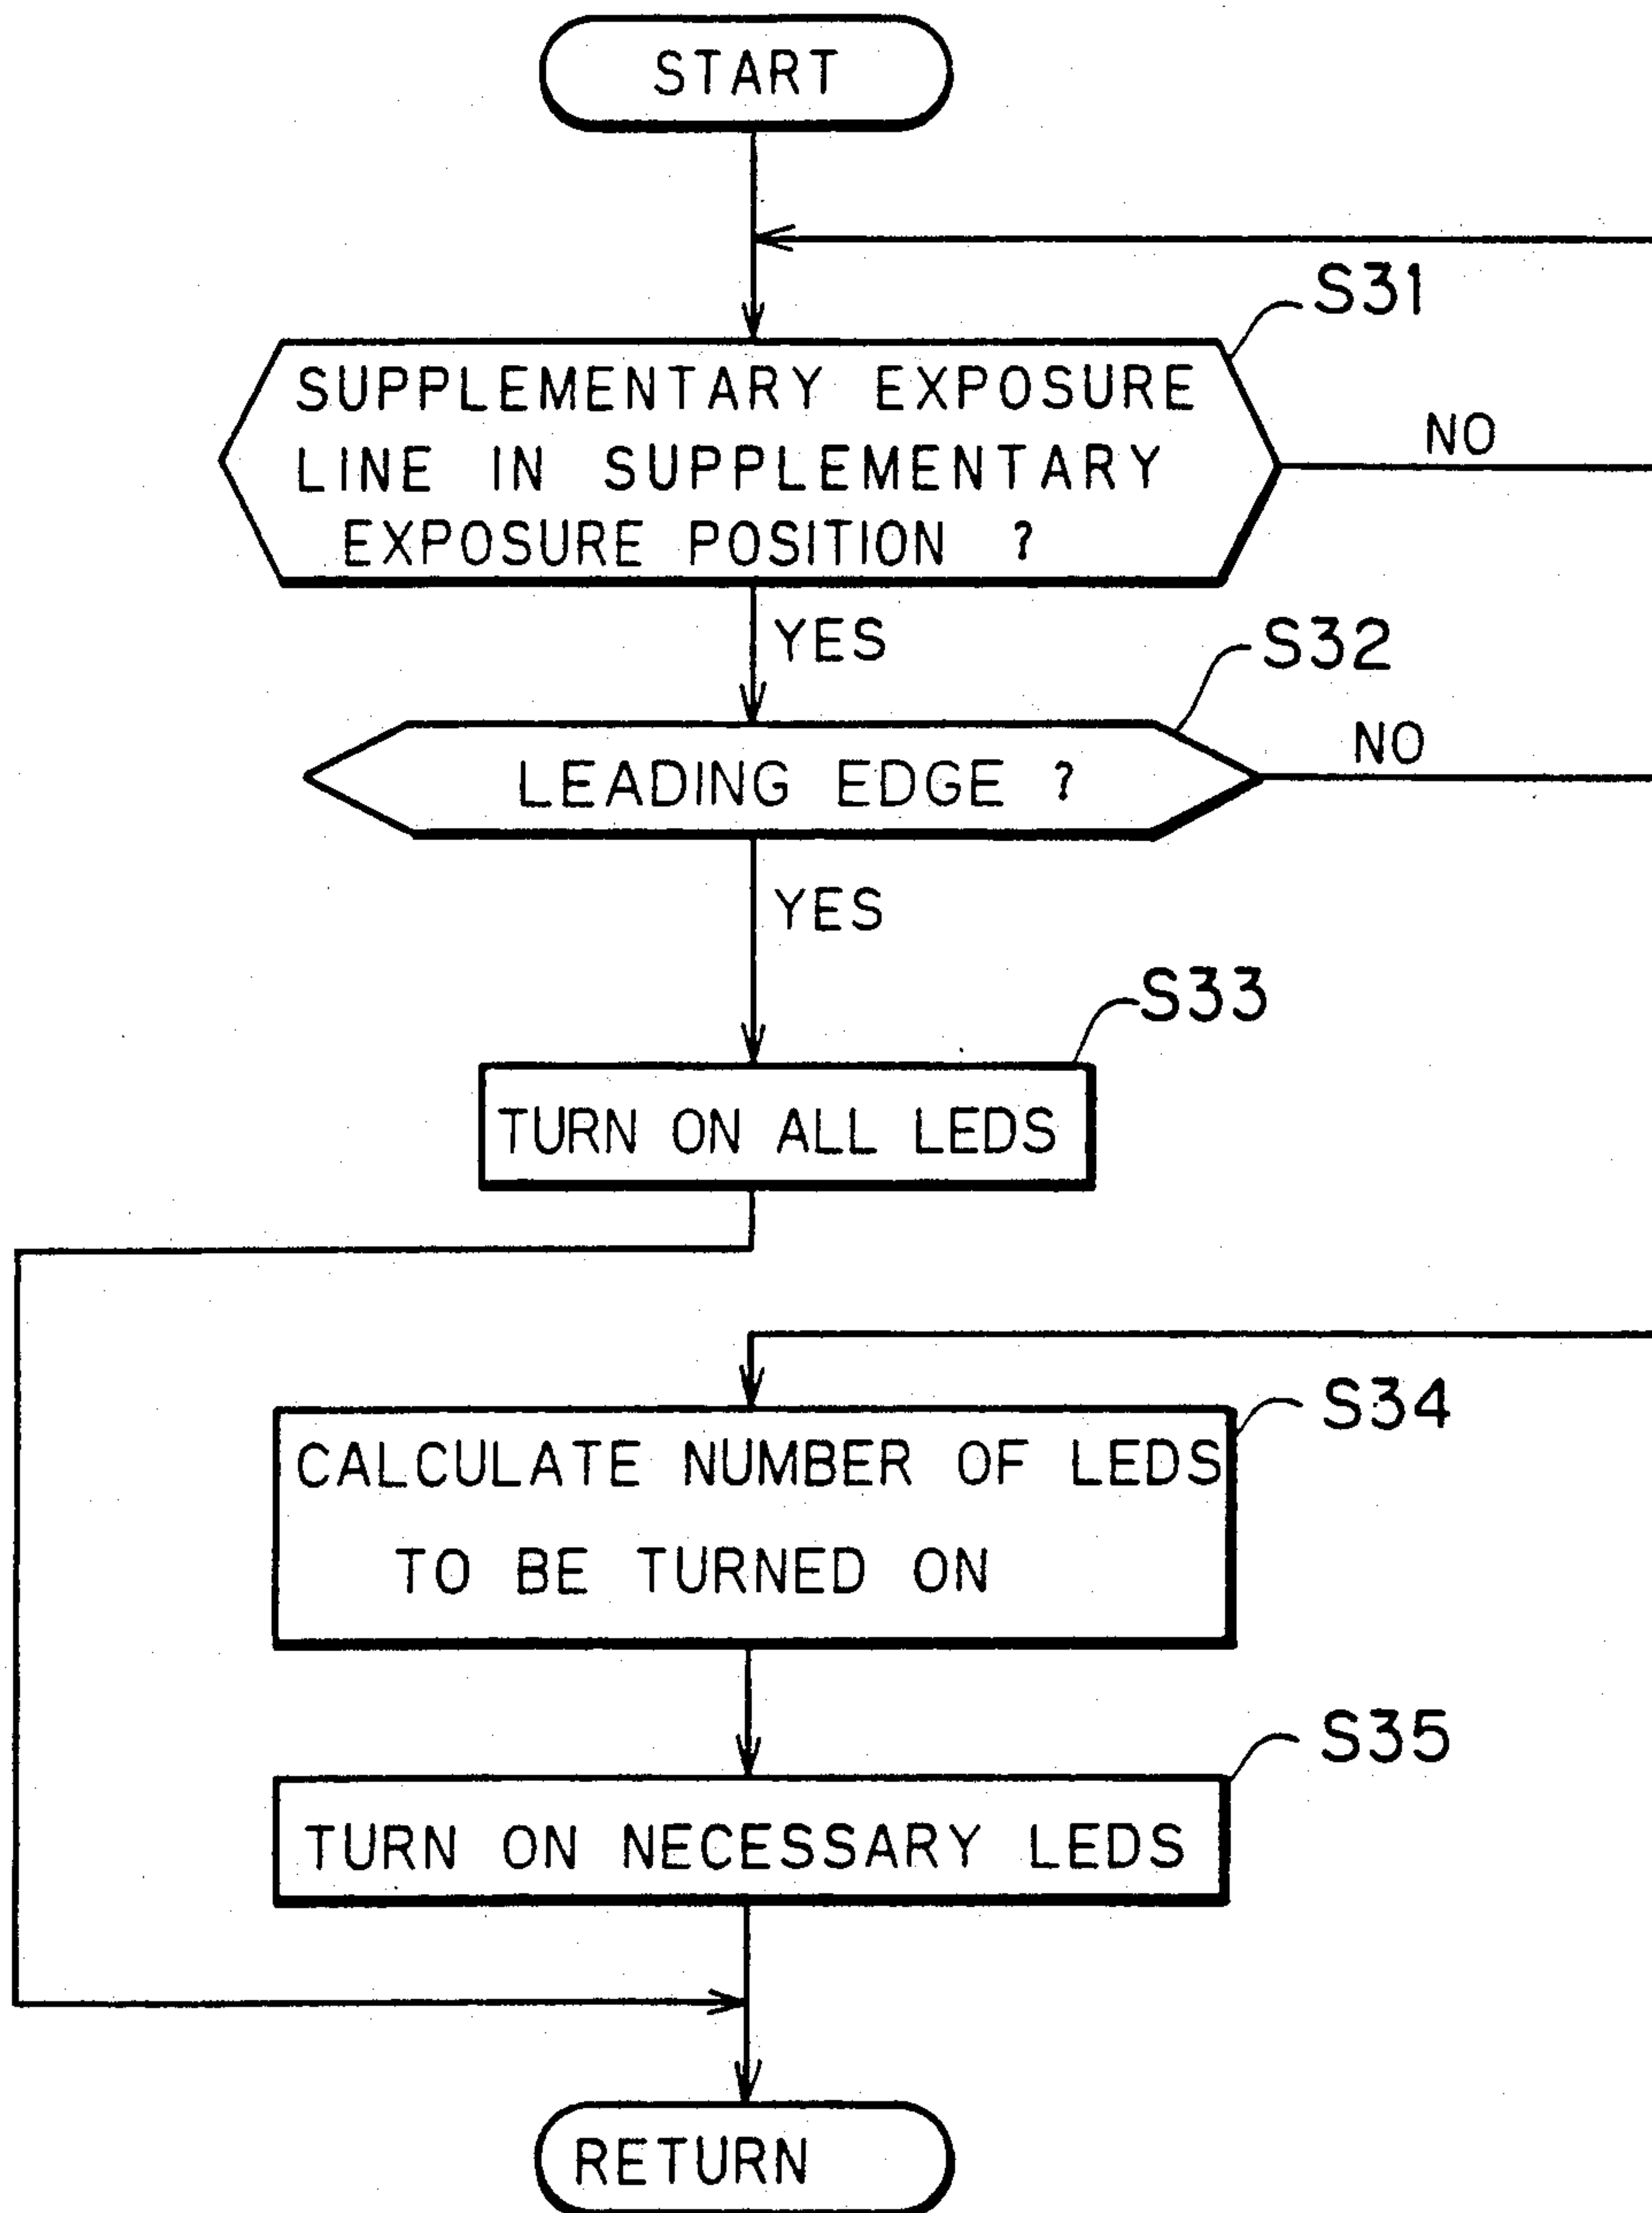 START
S31
SUPPLEMENTARY EXPOSURE
LINE IN SUPPLEMENTARY
EXPOSURE POSITION ?
NO
YES
S32
LEADING EDGE ?
NO
YES
S33
TURN ON ALL LEDS
S34
CALCULATE NUMBER OF LEDS
TO BE TURNED ON
S35
TURN ON NECESSARY LEDS
RETURN